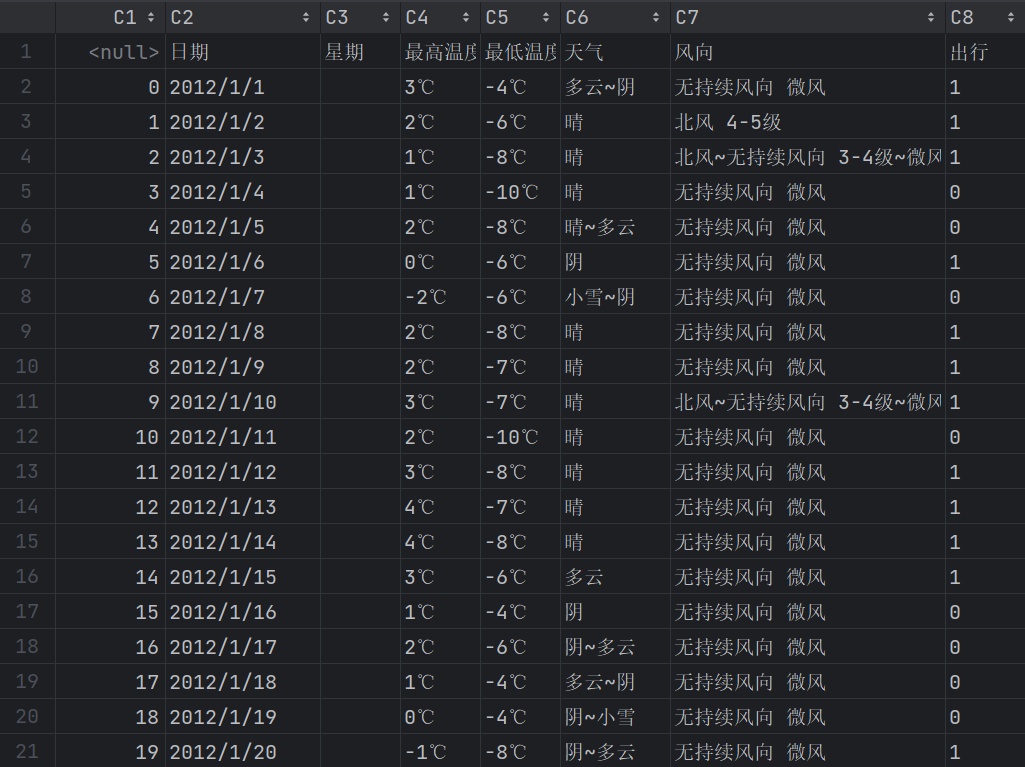 C1 C2 C3 C4 C5 C6 C7 C8
1 <null> 日期 星期 最高温度 最低温度 天气 风向 出行
2 0 2012/1/1 3℃ -4℃ 多云~阴 无持续风向 微风 1
3 1 2012/1/2 2℃ -6℃ 晴 北风 4-5级 1
4 2 2012/1/3 1℃ -8℃ 晴 北风~无持续风向 3-4级~微风 1
5 3 2012/1/4 1℃ -10℃ 晴 无持续风向 微风 0
6 4 2012/1/5 2℃ -8℃ 晴~多云 无持续风向 微风 0
7 5 2012/1/6 0℃ -6℃ 阴 无持续风向 微风 1
8 6 2012/1/7 -2℃ -6℃ 小雪~阴 无持续风向 微风 0
9 7 2012/1/8 2℃ -8℃ 晴 无持续风向 微风 1
10 8 2012/1/9 2℃ -7℃ 晴 无持续风向 微风 1
11 9 2012/1/10 3℃ -7℃ 晴 北风~无持续风向 3-4级~微风 1
12 10 2012/1/11 2℃ -10℃ 晴 无持续风向 微风 0
13 11 2012/1/12 3℃ -8℃ 晴 无持续风向 微风 1
14 12 2012/1/13 4℃ -7℃ 晴 无持续风向 微风 1
15 13 2012/1/14 4℃ -8℃ 晴 无持续风向 微风 1
16 14 2012/1/15 3℃ -6℃ 多云 无持续风向 微风 1
17 15 2012/1/16 1℃ -4℃ 阴 无持续风向 微风 0
18 16 2012/1/17 2℃ -6℃ 阴~多云 无持续风向 微风 0
19 17 2012/1/18 1℃ -4℃ 多云~阴 无持续风向 微风 0
20 18 2012/1/19 0℃ -4℃ 阴~小雪 无持续风向 微风 0
21 19 2012/1/20 -1℃ -8℃ 阴~多云 无持续风向 微风 1